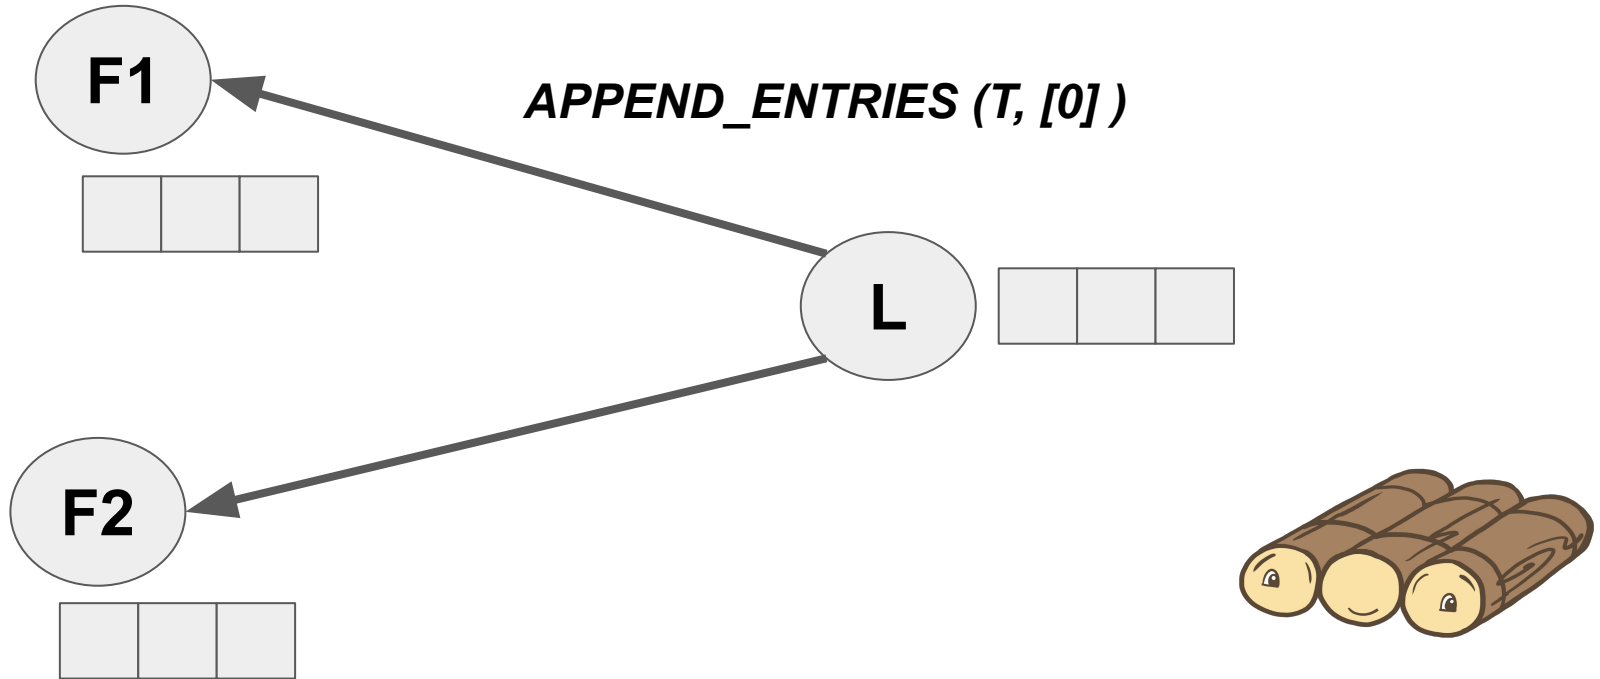 F1
APPEND_ENTRIES (T, [0] )
L
F2